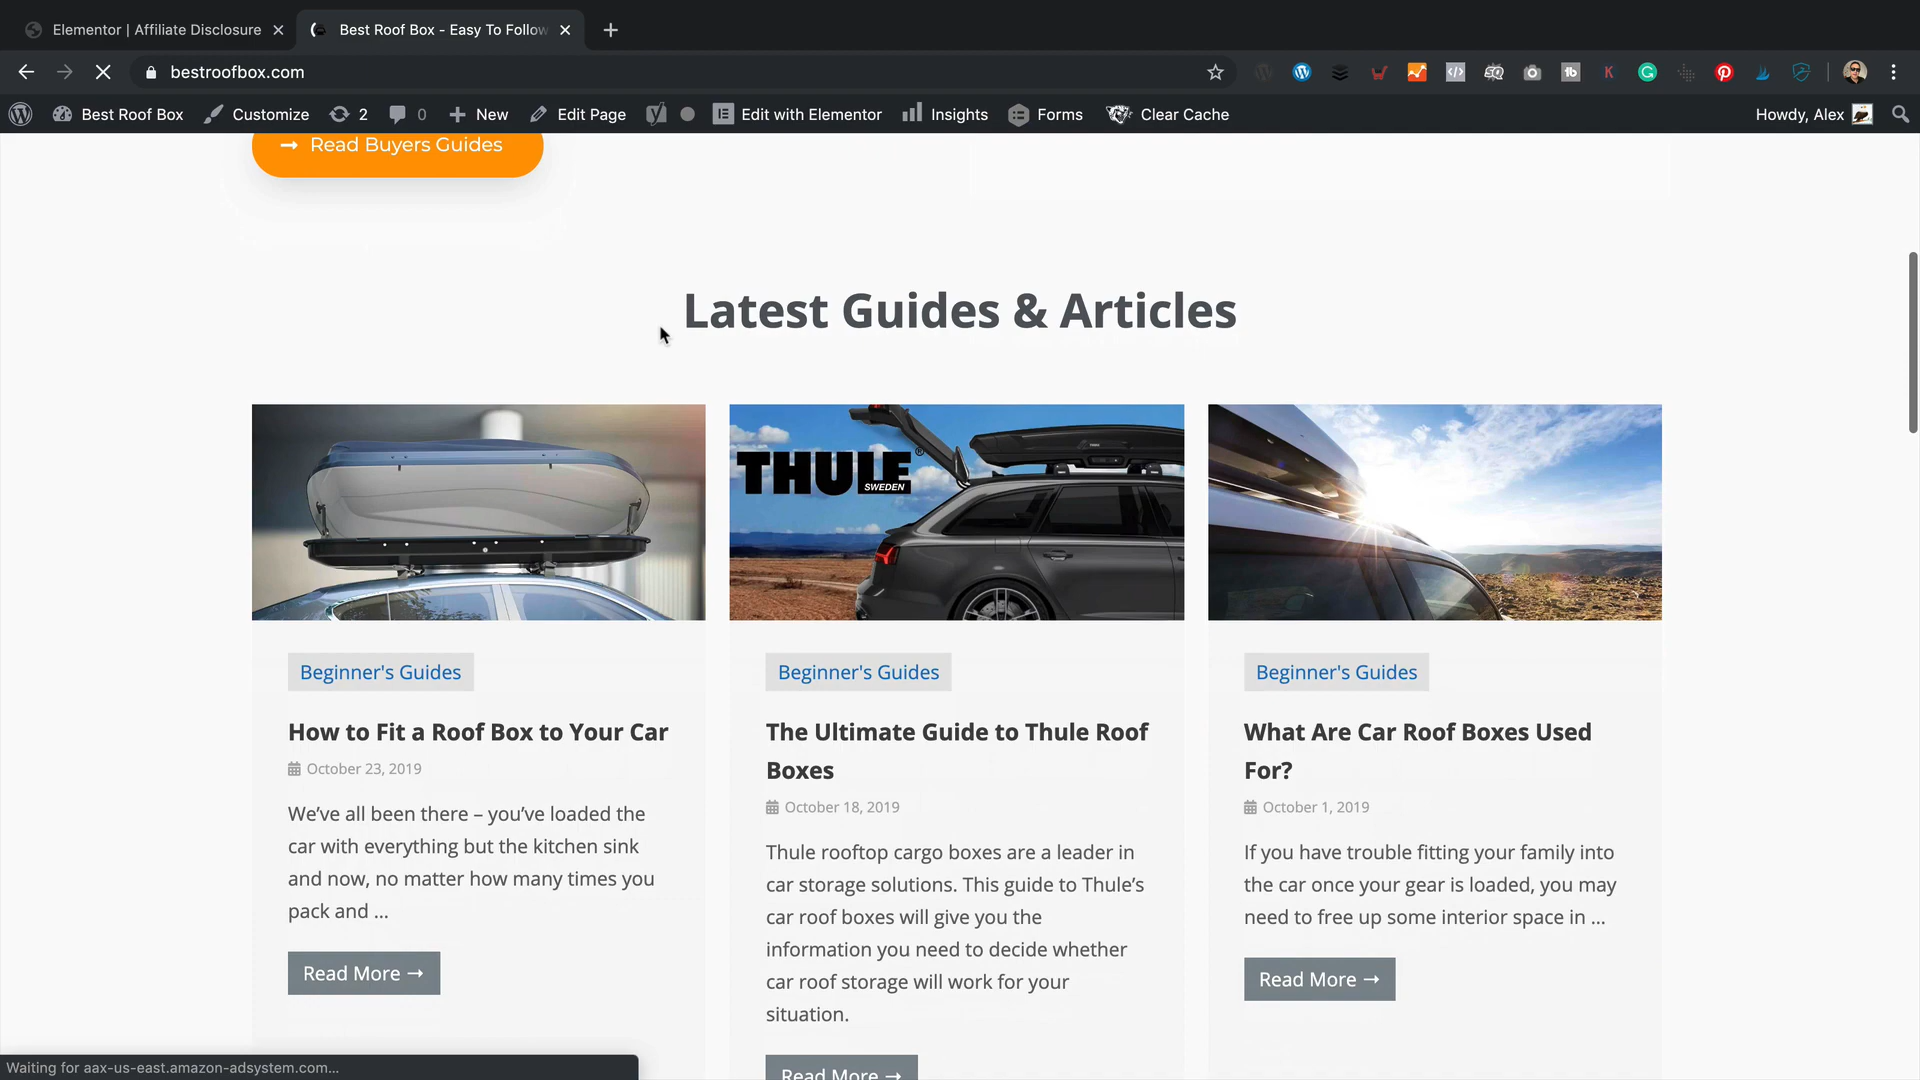 Elementor | Affiliate Disclosure
Best Roof Box - Easy To Follow
bestroofbox.com
Best Roof Box
Customize
2
0
New
Edit Page
Edit with Elementor
Insights
Forms
Clear Cache
Howdy, Alex
→ Read Buyers Guides
Latest Guides & Articles
THULE®
SWEDEN
Beginner's Guides
How to Fit a Roof Box to Your Car
October 23, 2019
We’ve all been there – you’ve loaded the
car with everything but the kitchen sink
and now, no matter how many times you
pack and ...
Read More →
Beginner's Guides
The Ultimate Guide to Thule Roof
Boxes
October 18, 2019
Thule rooftop cargo boxes are a leader in
car storage solutions. This guide to Thule’s
car roof boxes will give you the
information you need to decide whether
car roof storage will work for your
situation.
Read More →
Beginner's Guides
What Are Car Roof Boxes Used
For?
October 1, 2019
If you have trouble fitting your family into
the car once your gear is loaded, you may
need to free up some interior space in ...
Read More →
Waiting for aax-us-east.amazon-adsystem.com...